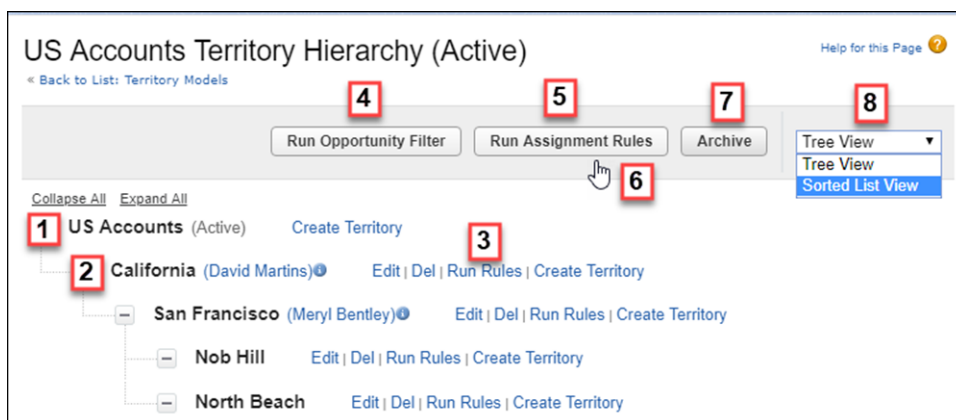 US Accounts Territory Hierarchy (Active)
Help for this Page ?
« Back to List: Territory Models
4 5 7 8
Run Opportunity Filter Run Assignment Rules Archive Tree View ▼
Tree View
Sorted List View
6
Collapse All Expand All
1 US Accounts (Active) Create Territory
3
2 California (David Martins) i Edit | Del | Run Rules | Create Territory
San Francisco (Meryl Bentley) i Edit | Del | Run Rules | Create Territory
Nob Hill Edit | Del | Run Rules | Create Territory
North Beach Edit | Del | Run Rules | Create Territory